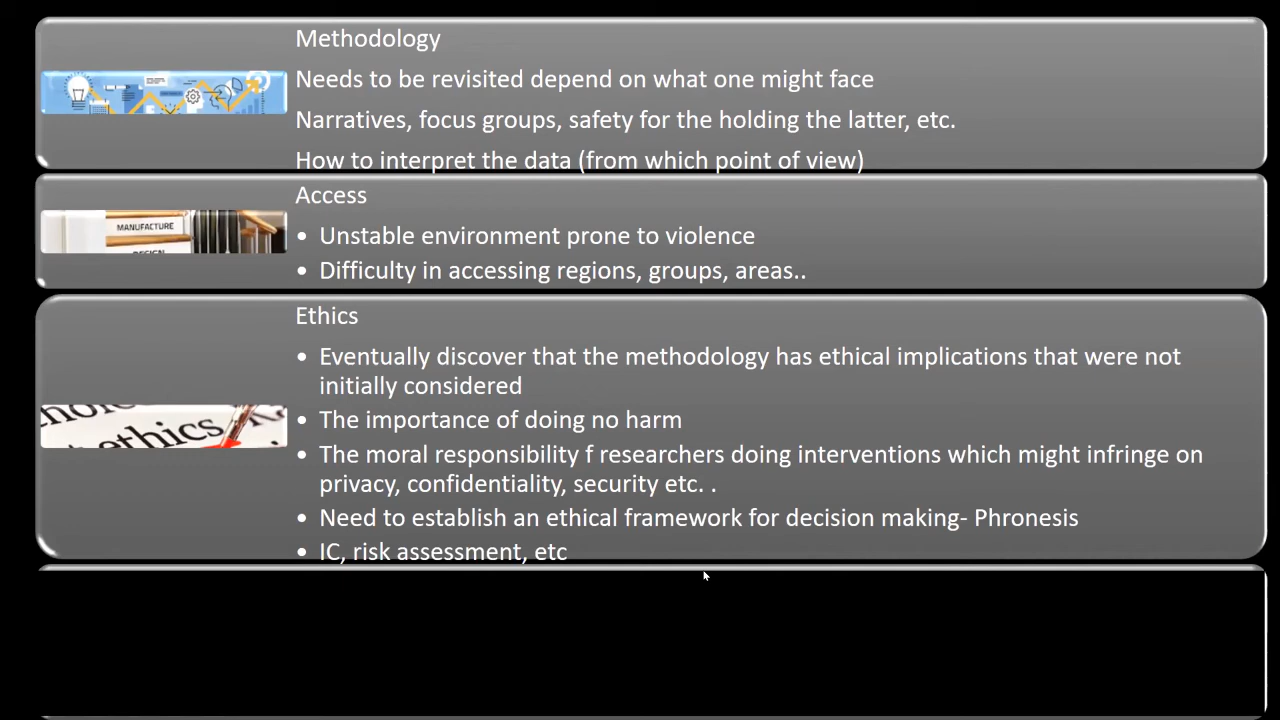 Methodology
Needs to be revisited depend on what one might face
Narratives, focus groups, safety for the holding the latter, etc.
How to interpret the data (from which point of view)
Access
MANUFACTURE
• Unstable environment prone to violence
• Difficulty in accessing regions, groups, areas..
Ethics
• Eventually discover that the methodology has ethical implications that were not
initially considered
• The importance of doing no harm
ethics
• The moral responsibility f researchers doing interventions which might infringe on
privacy, confidentiality, security etc. .
• Need to establish an ethical framework for decision making- Phronesis
• IC, risk assessment, etc